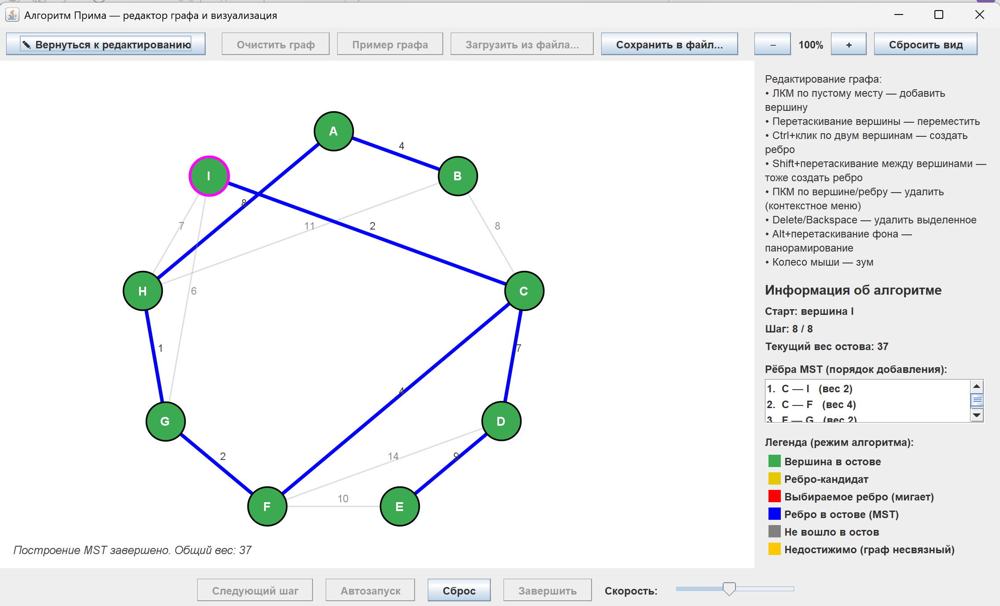 Алгоритм Прима — редактор графа и визуализация
Вернуться к редактированию
Очистить граф
Пример графа
Загрузить из файла...
Сохранить в файл...
–
100%
+
Сбросить вид
A
4
B
I
8
7
11
2
8
H
6
C
1
7
4
G
D
2
14
9
10
F
E
Построение MST завершено. Общий вес: 37
Редактирование графа:
• ЛКМ по пустому месту — добавить
вершину
• Перетаскивание вершины — переместить
• Ctrl+клик по двум вершинам — создать
ребро
• Shift+перетаскивание между вершинами —
тоже создать ребро
• ПКМ по вершине/ребру — удалить
(контекстное меню)
• Delete/Backspace — удалить выделенное
• Alt+перетаскивание фона —
панорамирование
• Колесо мыши — зум
Информация об алгоритме
Старт: вершина I
Шаг: 8 / 8
Текущий вес остова: 37
Рёбра MST (порядок добавления):
1. C — I (вес 2)
2. C — F (вес 4)
3. F — G (вес 2)
Легенда (режим алгоритма):
Вершина в остове
Ребро-кандидат
Выбираемое ребро (мигает)
Ребро в остове (MST)
Не вошло в остов
Недостижимо (граф несвязный)
Следующий шаг
Автозапуск
Сброс
Завершить
Скорость: